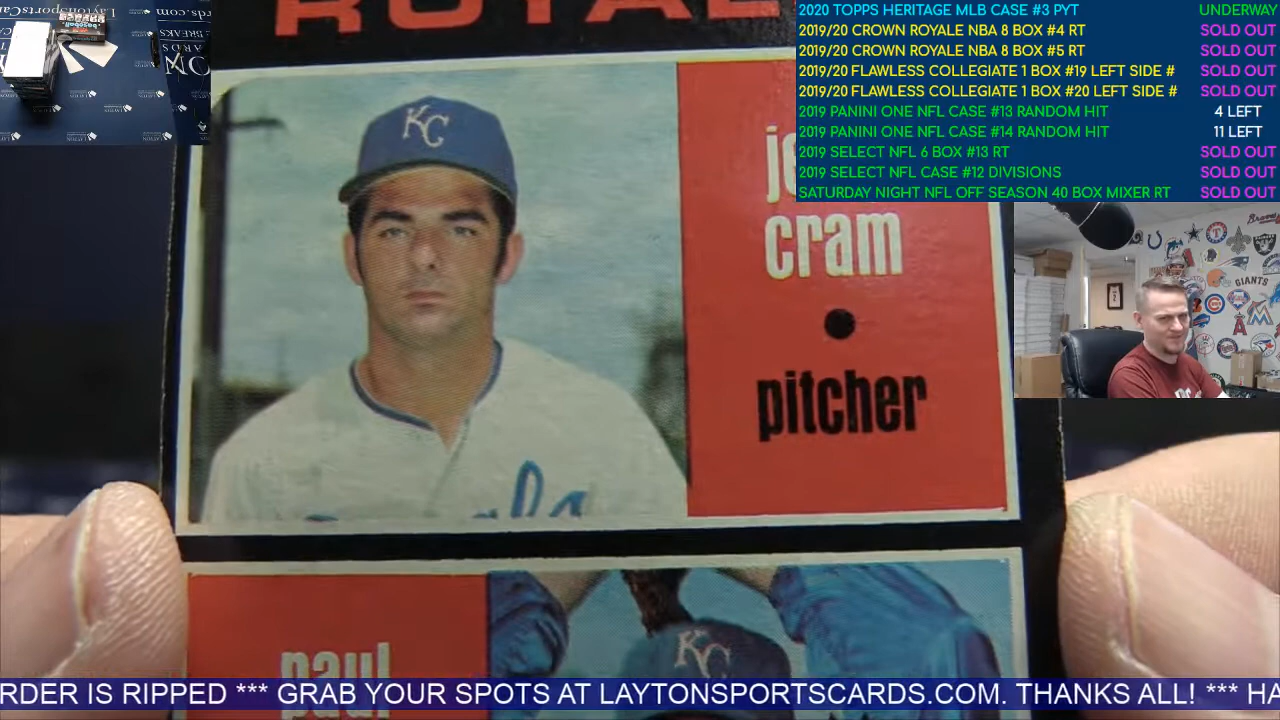 ROYAL
KC
je
cram
pitcher
paul
KC
2020 TOPPS HERITAGE MLB CASE #3 PYT UNDERWAY
2019/20 CROWN ROYALE NBA 8 BOX #4 RT SOLD OUT
2019/20 CROWN ROYALE NBA 8 BOX #5 RT SOLD OUT
2019/20 FLAWLESS COLLEGIATE 1 BOX #19 LEFT SIDE # SOLD OUT
2019/20 FLAWLESS COLLEGIATE 1 BOX #20 LEFT SIDE # SOLD OUT
2019 PANINI ONE NFL CASE #13 RANDOM HIT 4 LEFT
2019 PANINI ONE NFL CASE #14 RANDOM HIT 11 LEFT
2019 SELECT NFL 6 BOX #13 RT SOLD OUT
2019 SELECT NFL CASE #12 DIVISIONS SOLD OUT
SATURDAY NIGHT NFL OFF SEASON 40 BOX MIXER RT SOLD OUT
GIANTS
RDER IS RIPPED *** GRAB YOUR SPOTS AT LAYTONSPORTSCARDS.COM. THANKS ALL! *** HA